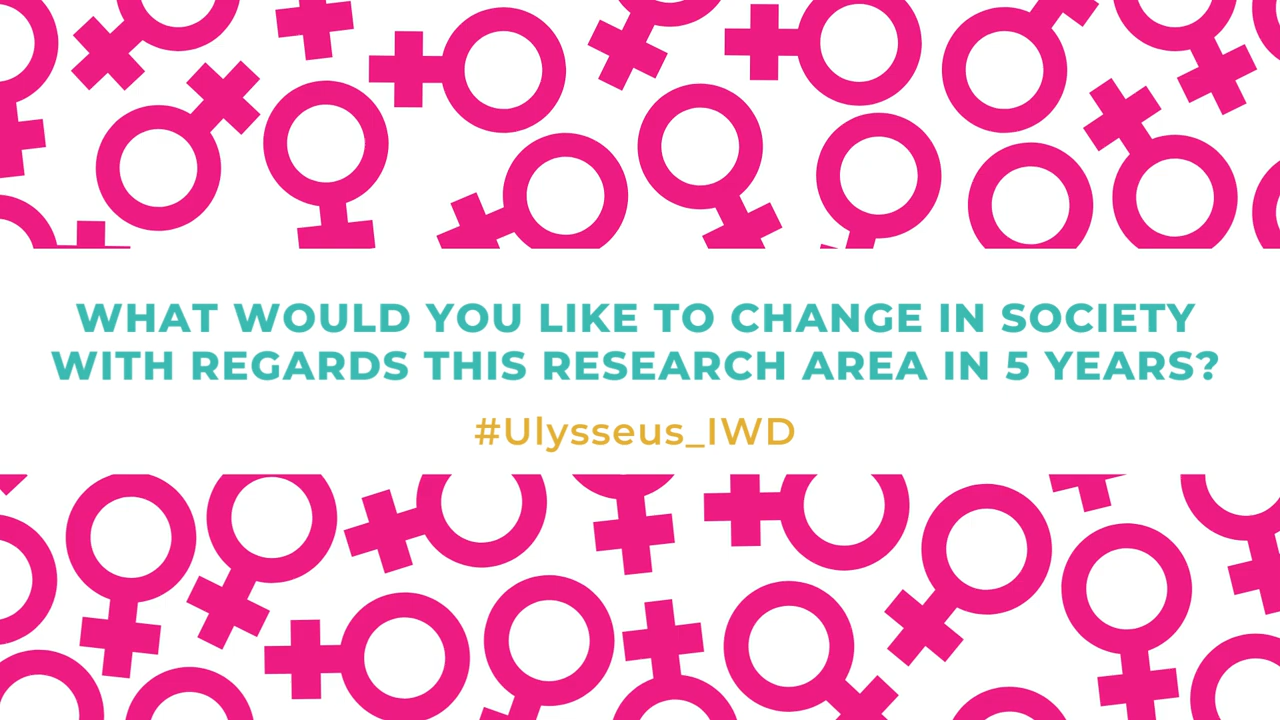 WHAT WOULD YOU LIKE TO CHANGE IN SOCIETY
WITH REGARDS THIS RESEARCH AREA IN 5 YEARS?
#Ulysseus_IWD